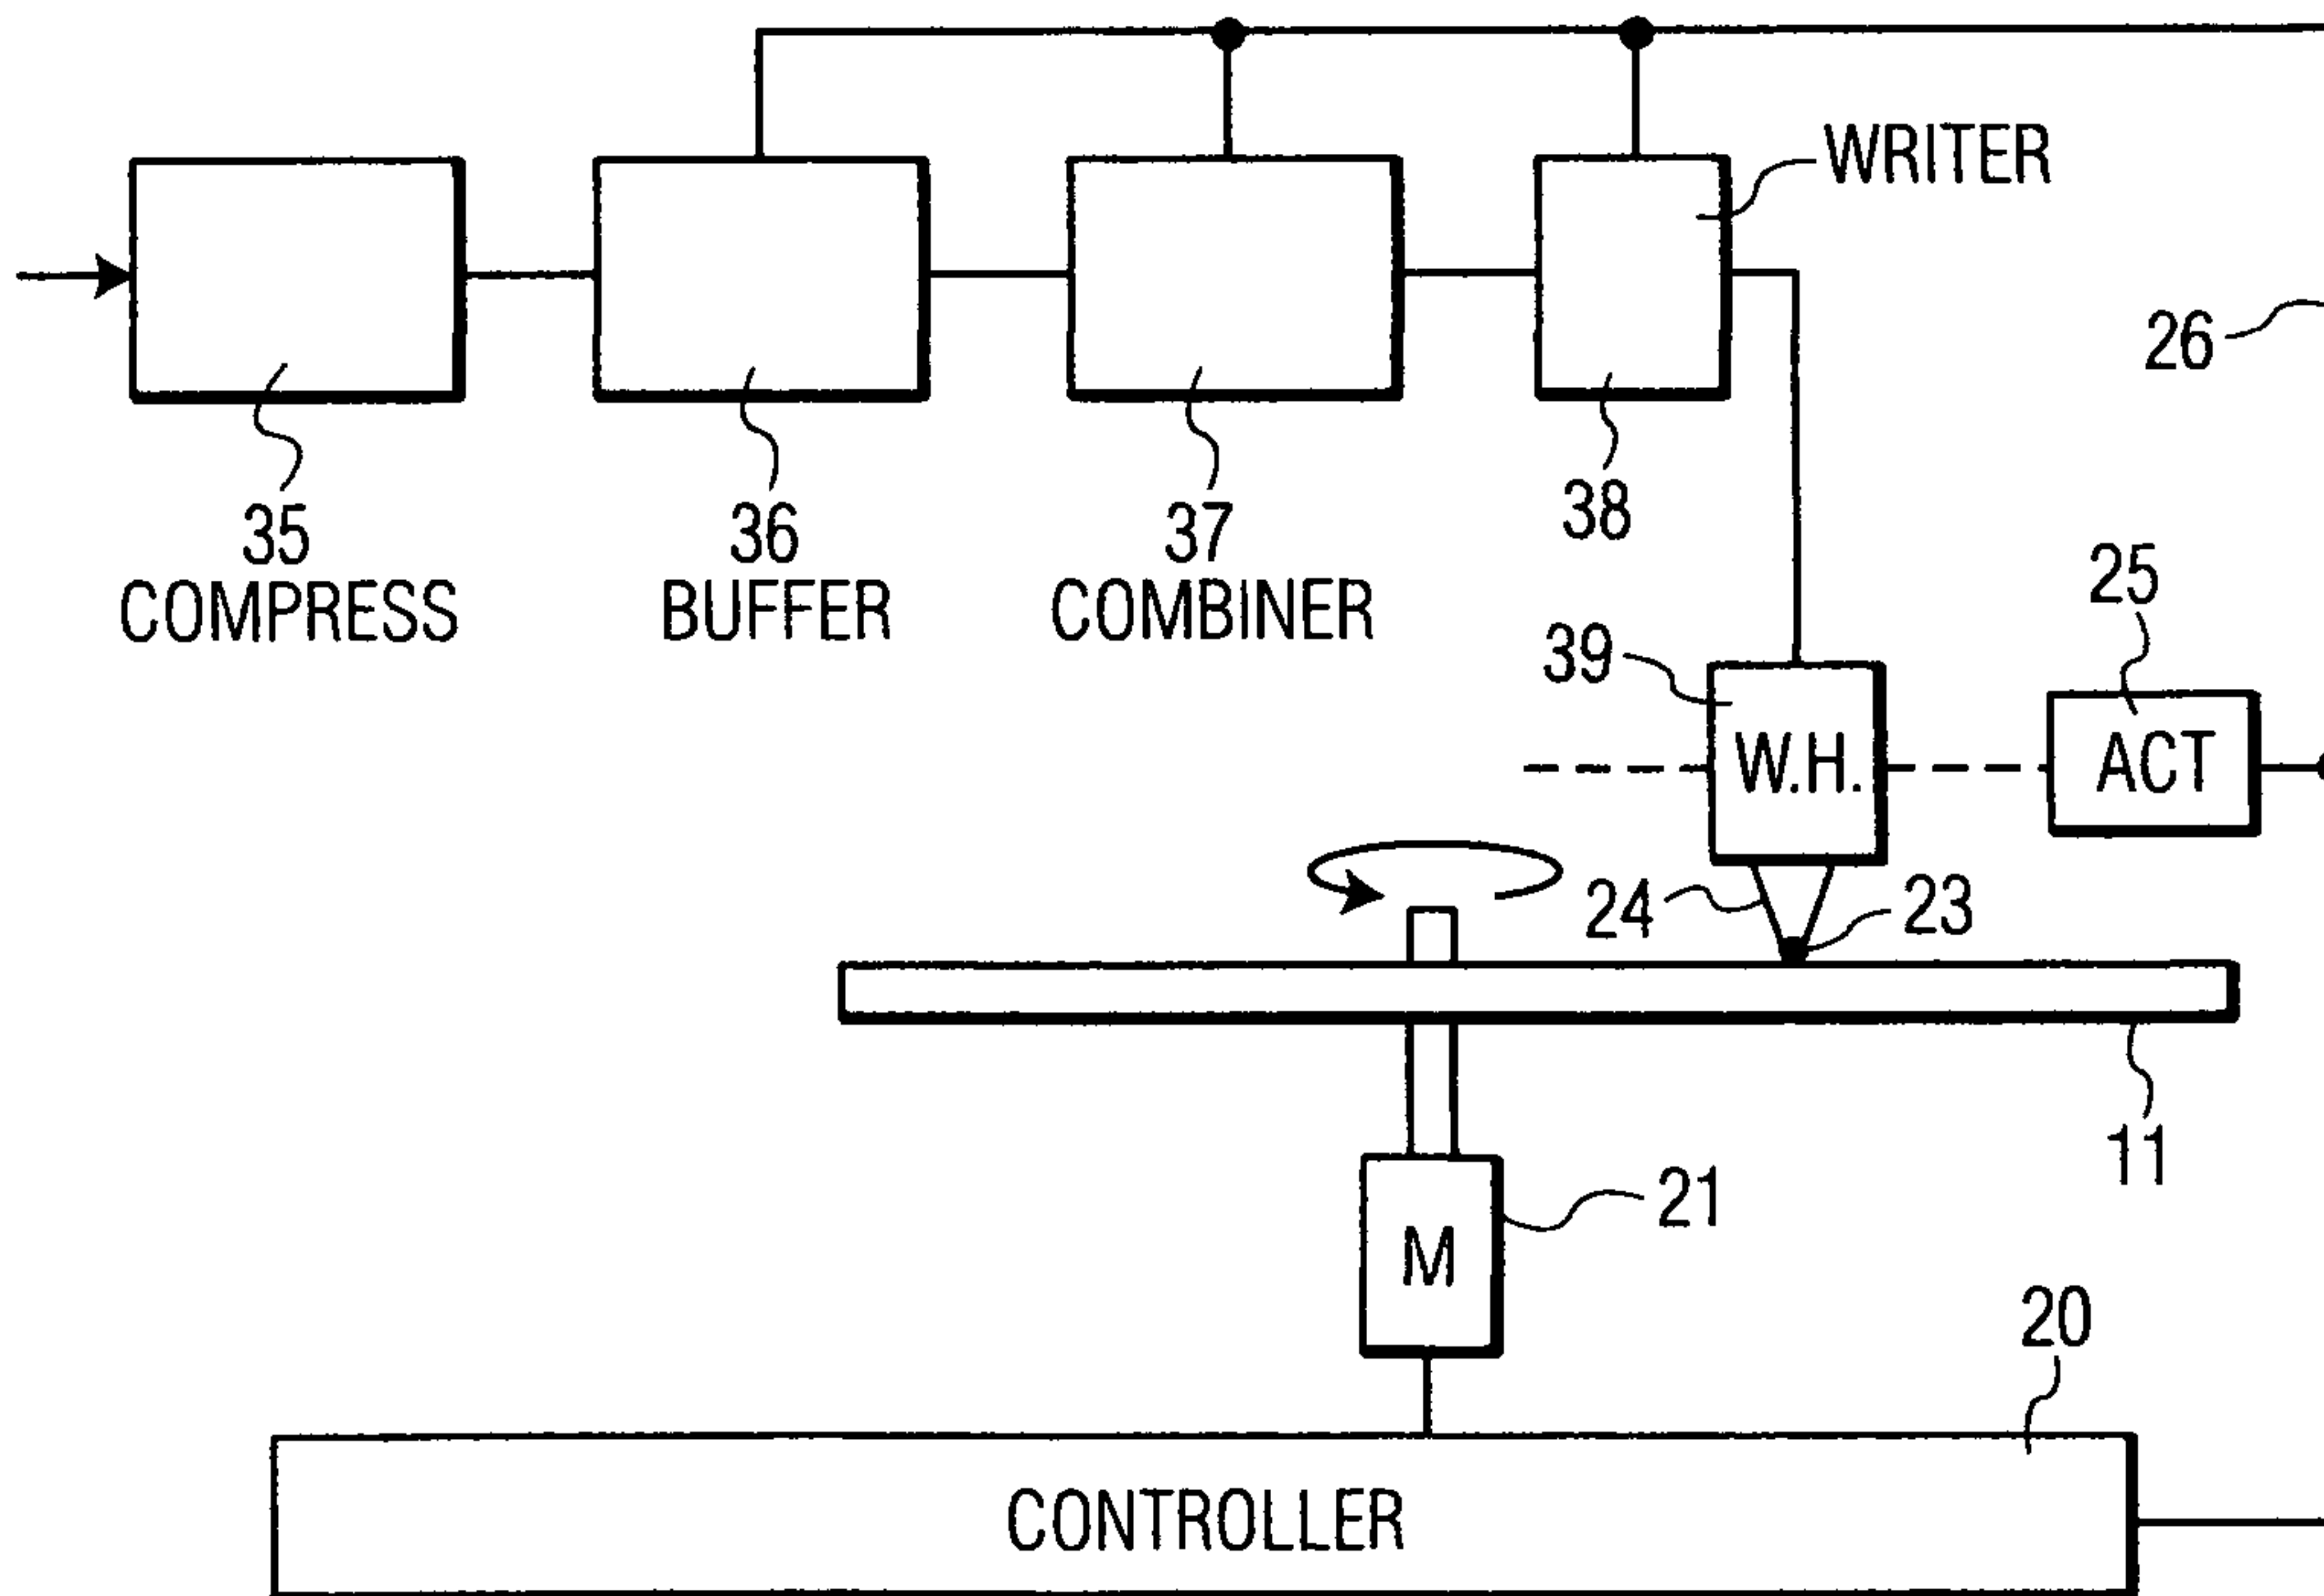 WRITER
26
35
COMPRESS
36
BUFFER
37
COMBINER
38
25
39
W.H.
ACT
24
23
11
21
M
20
CONTROLLER